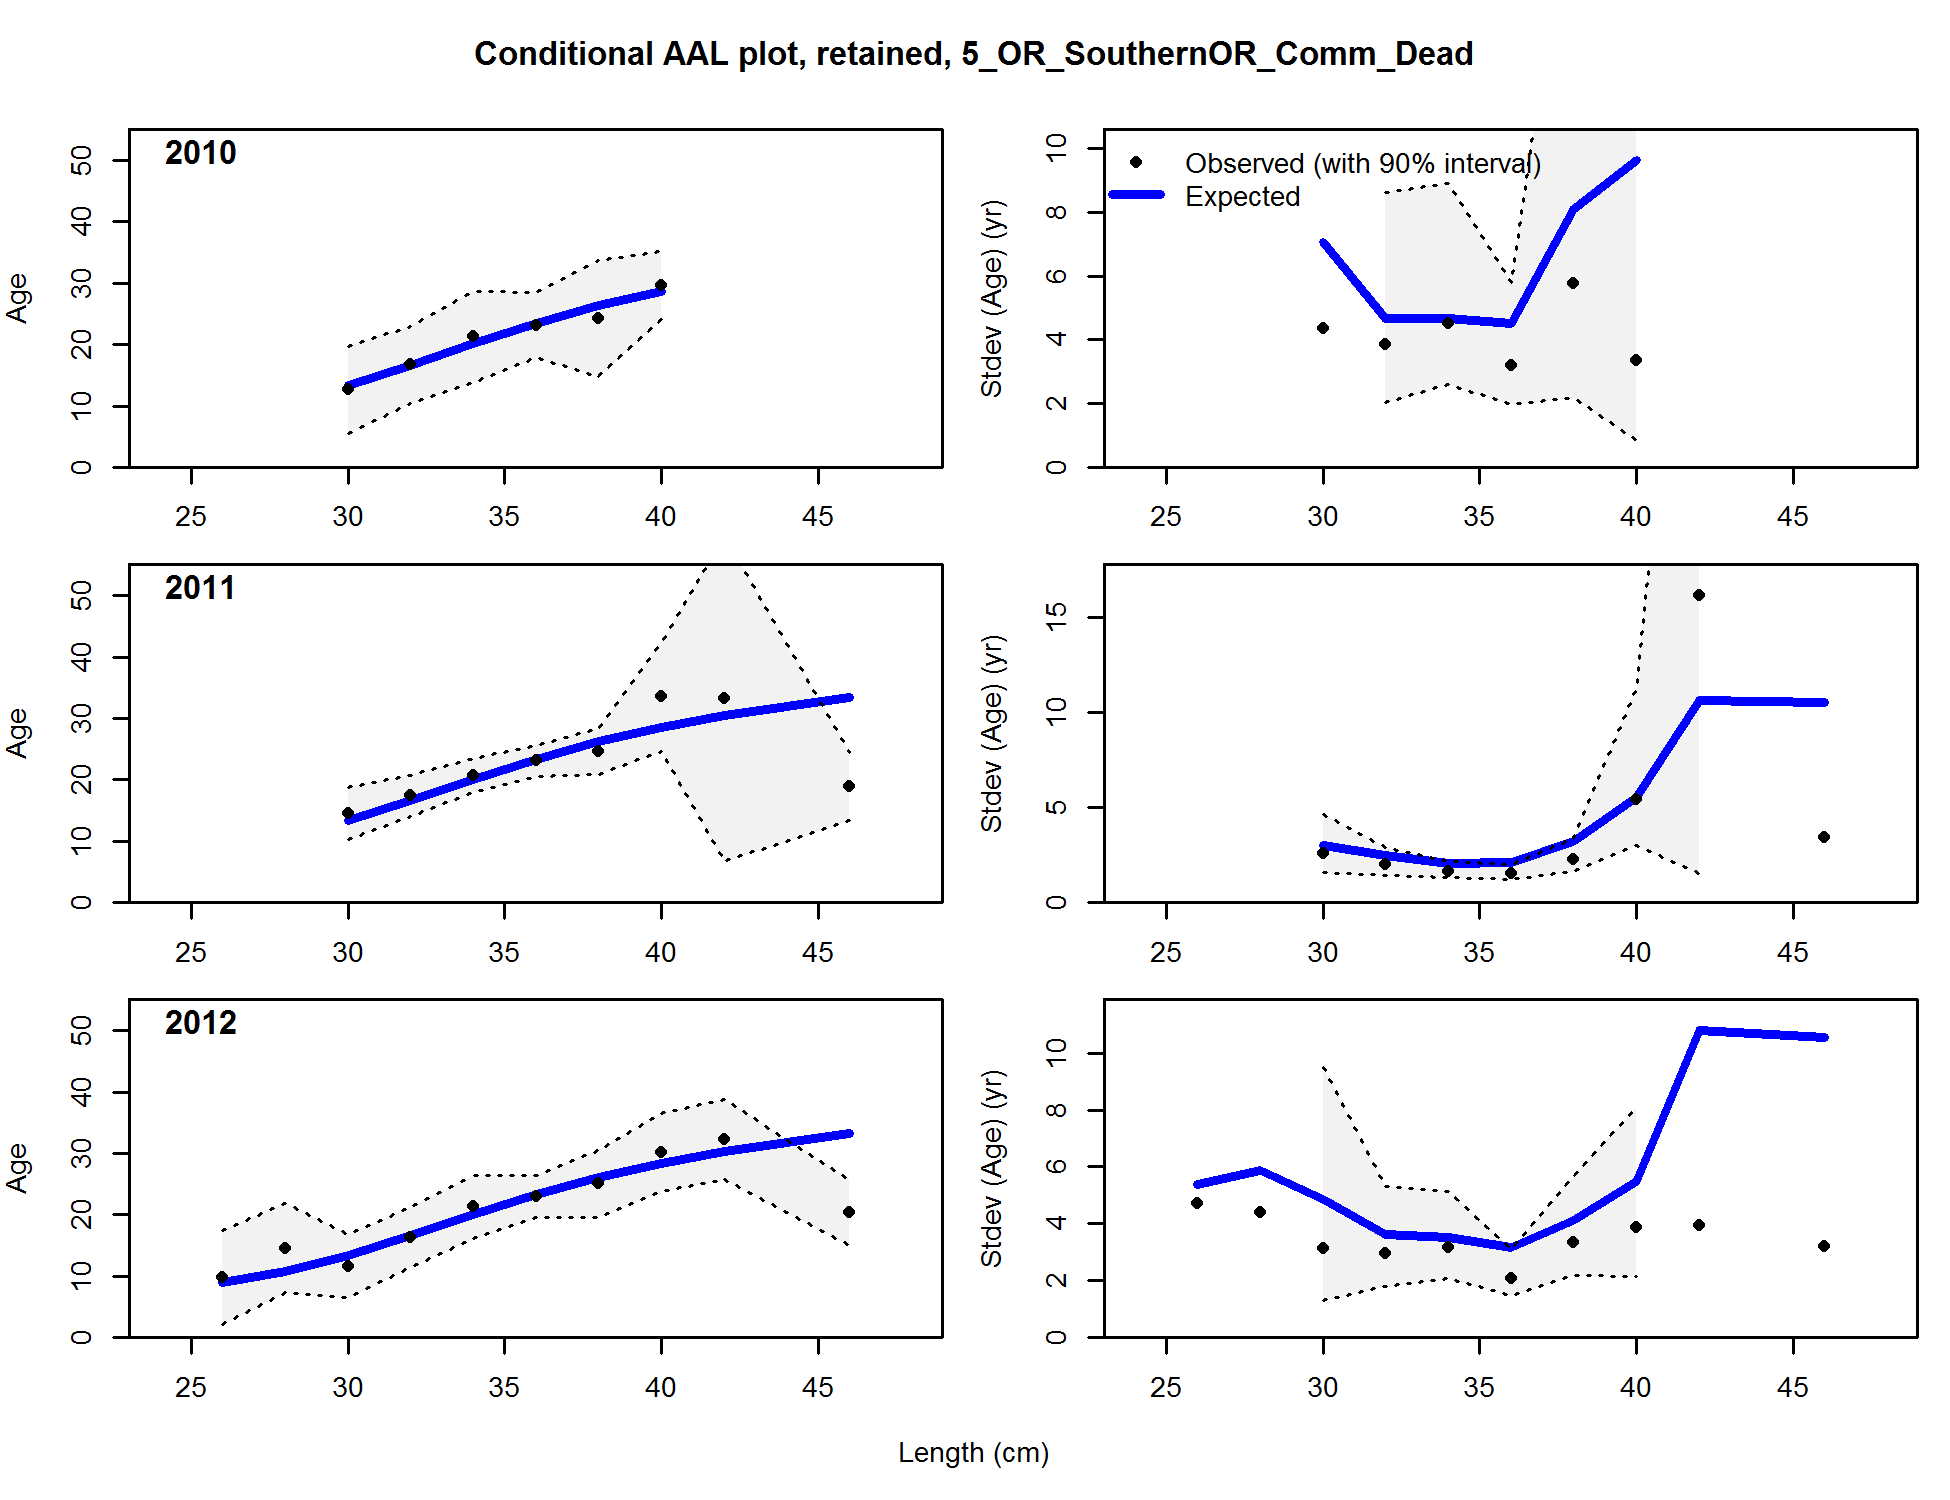 Conditional AAL plot, retained, 5_OR_SouthernOR_Comm_Dead
2010
Age
0 10 20 30 40 50
25 30 35 40 45
Observed (with 90% interval)
Expected
Stdev (Age) (yr)
0 2 4 6 8 10
25 30 35 40 45
2011
Age
0 10 20 30 40 50
25 30 35 40 45
Stdev (Age) (yr)
0 5 10 15
25 30 35 40 45
2012
Age
0 10 20 30 40 50
25 30 35 40 45
Stdev (Age) (yr)
0 2 4 6 8 10
25 30 35 40 45
Length (cm)